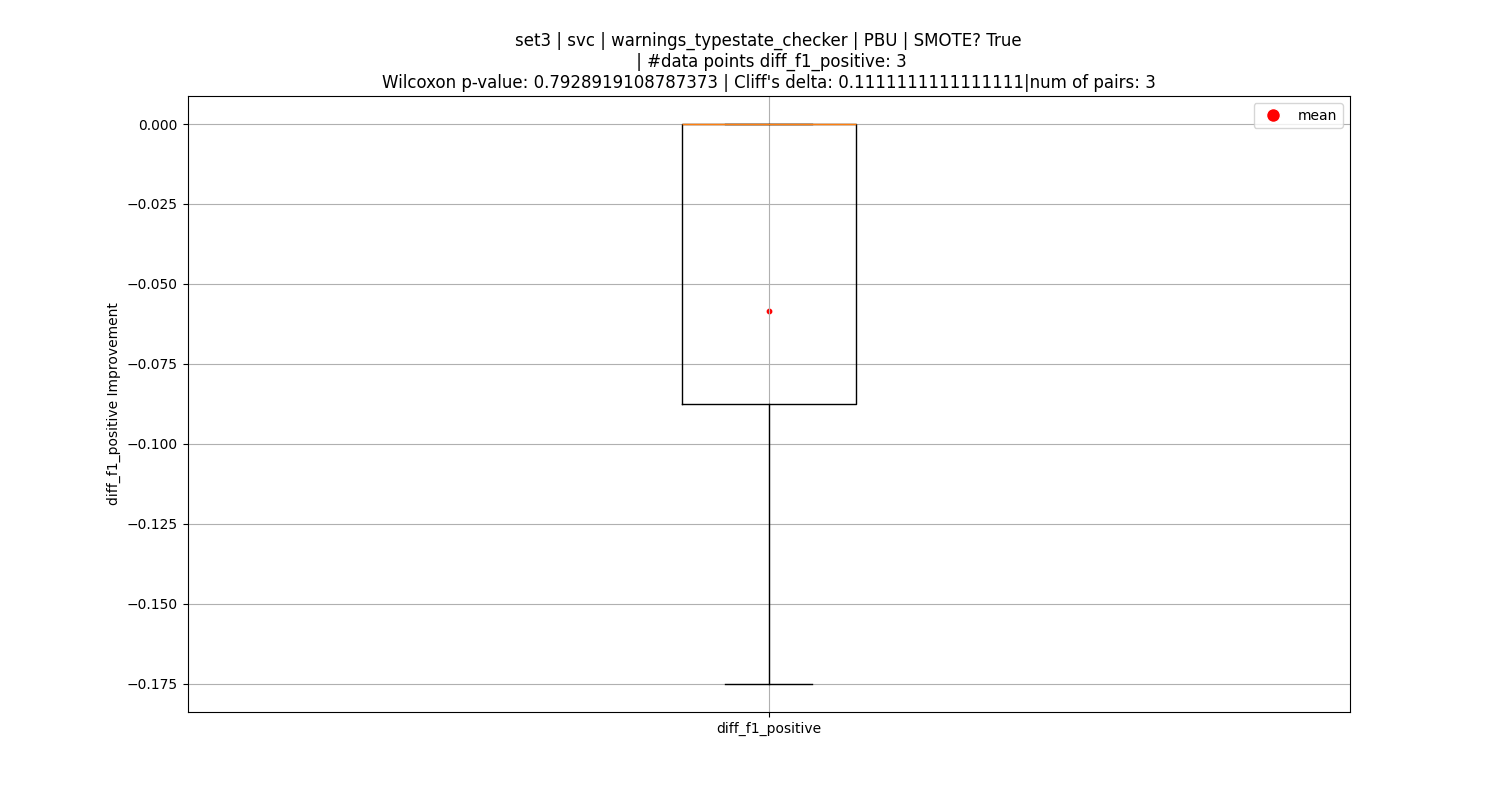 set3 | svc | warnings_typestate_checker | PBU | SMOTE? True
| #data points diff_f1_positive: 3
Wilcoxon p-value: 0.7928919108787373 | Cliff's delta: 0.1111111111111111|num of pairs: 3
mean
0.000
−0.025
−0.050
−0.075
−0.100
−0.125
−0.150
−0.175
diff_f1_positive Improvement
diff_f1_positive